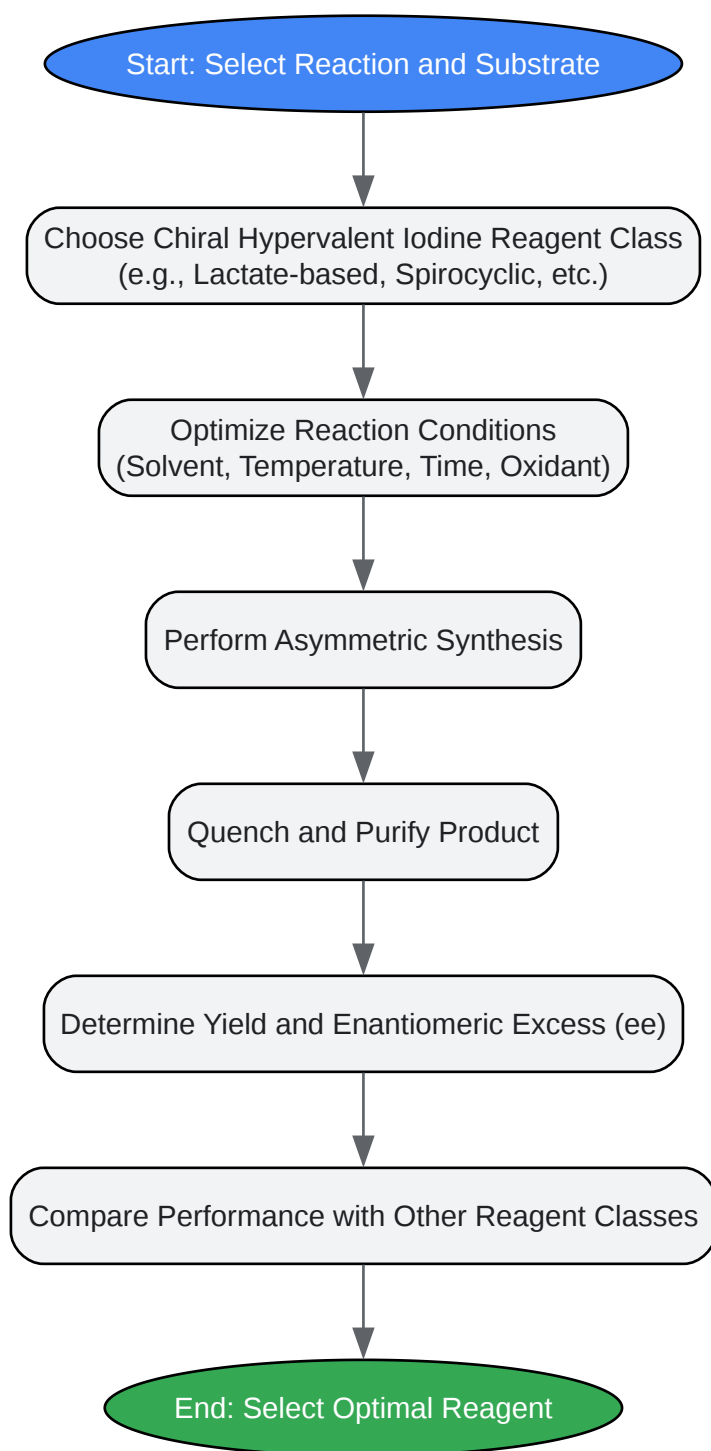 Start: Select Reaction and Substrate
Choose Chiral Hypervalent Iodine Reagent Class
(e.g., Lactate-based, Spirocyclic, etc.)
Optimize Reaction Conditions
(Solvent, Temperature, Time, Oxidant)
Perform Asymmetric Synthesis
Quench and Purify Product
Determine Yield and Enantiomeric Excess (ee)
Compare Performance with Other Reagent Classes
End: Select Optimal Reagent